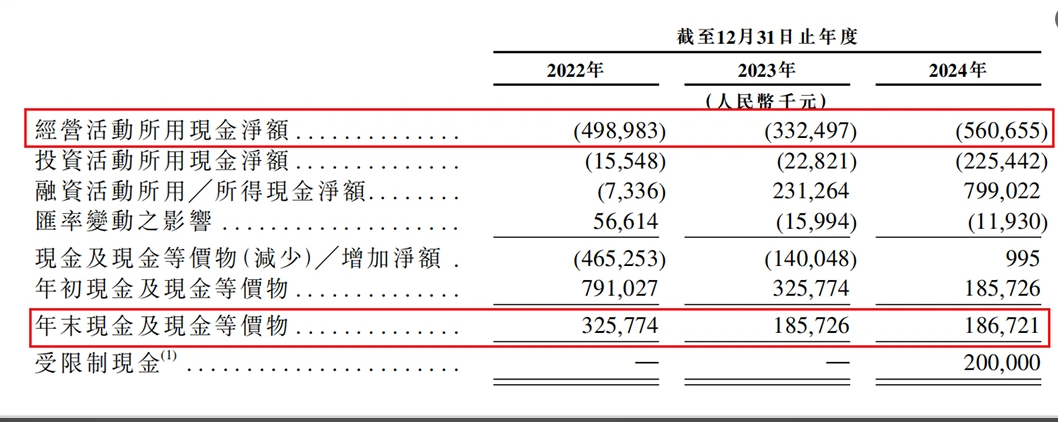 截至12月31日止年度
2022年 2023年 2024年
(人民幣千元)
經營活動所用現金淨額.............. (498,983) (332,497) (560,655)
投資活動所用現金淨額.............. (15,548) (22,821) (225,442)
融資活動所用／所得現金淨額........ (7,336) 231,264 799,022
匯率變動之影響 .................... 56,614 (15,994) (11,930)
現金及現金等價物(減少)／增加淨額 . (465,253) (140,048) 995
年初現金及現金等價物.............. 791,027 325,774 185,726
年末現金及現金等價物.............. 325,774 185,726 186,721
受限制現金(1) ....................... — — 200,000